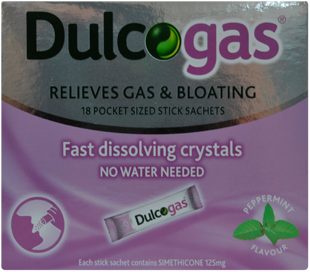 Dulcogas®
RELIEVES GAS & BLOATING
18 POCKET SIZED STICK SACHETS
Fast dissolving crystals
NO WATER NEEDED
Dulcogas
PEPPERMINT
FLAVOUR
Each stick sachet contains SIMETHICONE 125mg